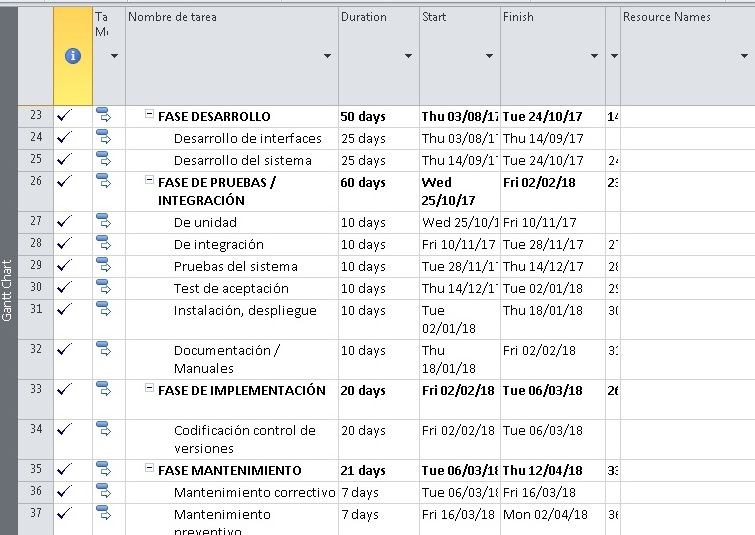 Ta
Nombre de tarea
Duration
Start
Finish
Resource Names
Gantt Chart
23 FASE DESARROLLO 50 days Thu 03/08/17 Tue 24/10/17 14
24 Desarrollo de interfaces 25 days Thu 03/08/1 Thu 14/09/17
25 Desarrollo del sistema 25 days Thu 14/09/1 Tue 24/10/17 24
26 FASE DE PRUEBAS / 60 days Wed Fri 02/02/18 23
INTEGRACIÓN 25/10/17
27 De unidad 10 days Wed 25/10/1 Fri 10/11/17
28 De integración 10 days Fri 10/11/17 Tue 28/11/17 27
29 Pruebas del sistema 10 days Tue 28/11/1 Thu 14/12/17 28
30 Test de aceptación 10 days Thu 14/12/1 Tue 02/01/18 29
31 Instalación, despliegue 10 days Tue Thu 18/01/18 30
02/01/18
32 Documentación / 10 days Thu Fri 02/02/18 31
Manuales 18/01/18
33 FASE DE IMPLEMENTACIÓN 20 days Fri 02/02/18 Tue 06/03/18 26
34 Codificación control de 20 days Fri 02/02/18 Tue 06/03/18
versiones
35 FASE MANTENIMIENTO 21 days Tue 06/03/18 Thu 12/04/18 33
36 Mantenimiento correctivo 7 days Tue 06/03/18 Fri 16/03/18
37 Mantenimiento 7 days Fri 16/03/18 Mon 02/04/18 36
preventivo